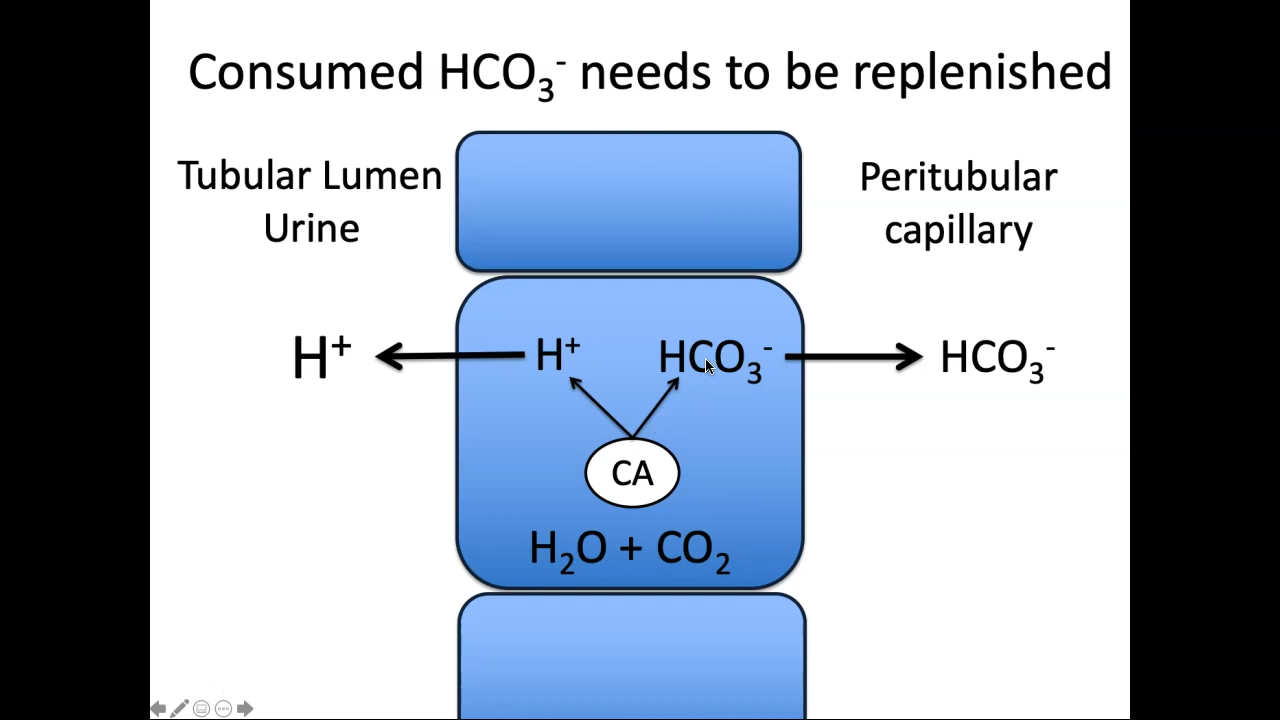 Consumed HCO₃⁻ needs to be replenished
Tubular Lumen
Urine
Peritubular
capillary
H⁺
H⁺
HCO₃⁻
HCO₃⁻
CA
H₂O + CO₂